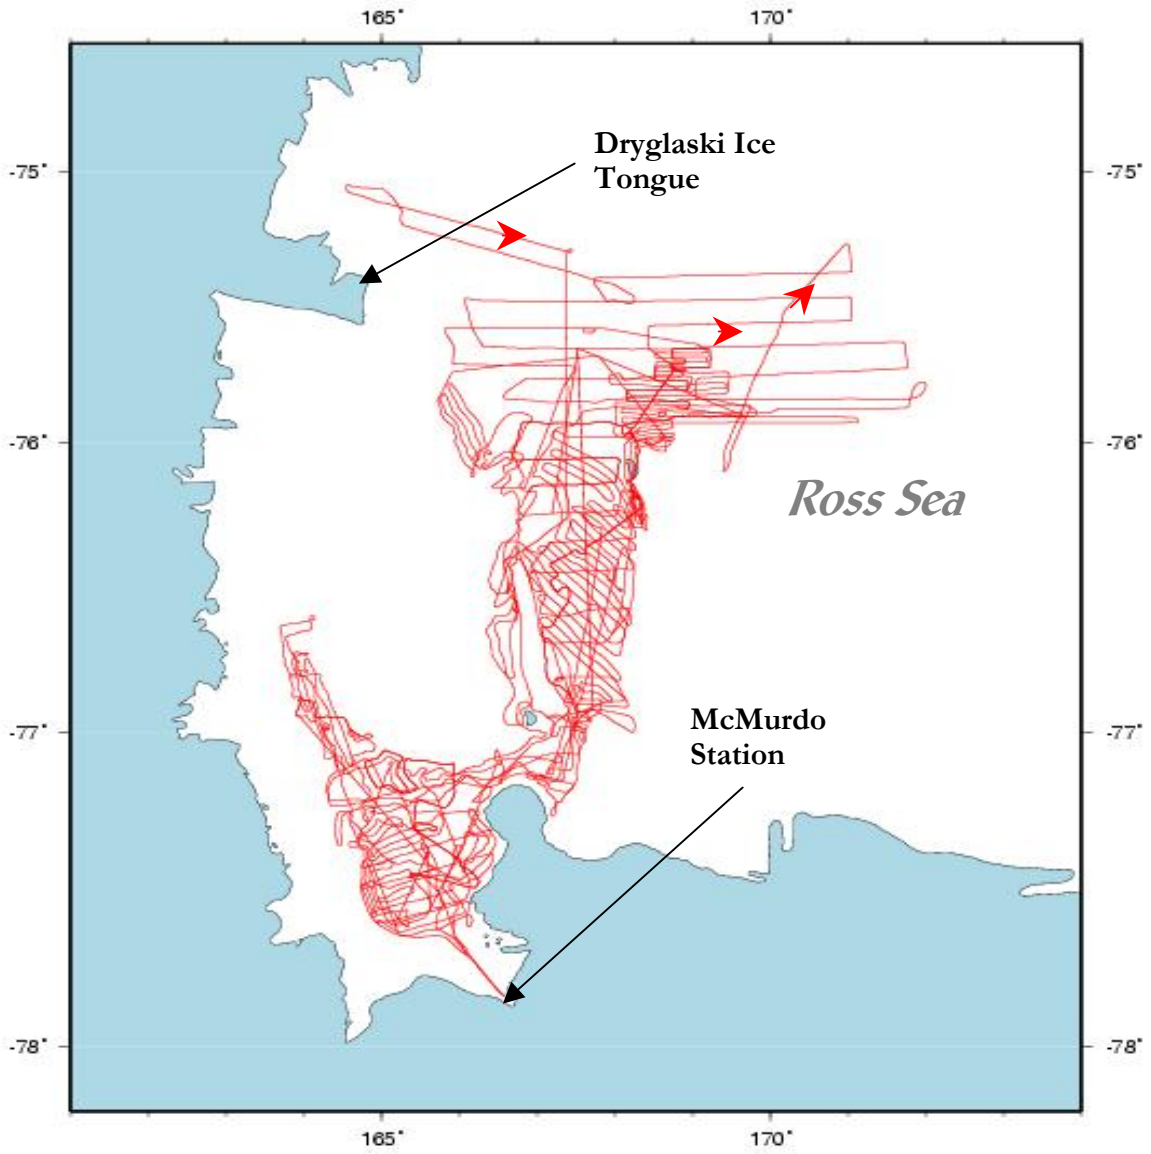 165˚ 170˚
Dryglaski Ice
Tongue
-75˚ -75˚
-76˚ -76˚
Ross Sea
McMurdo
Station
-77˚ -77˚
-78˚ -78˚
165˚ 170˚